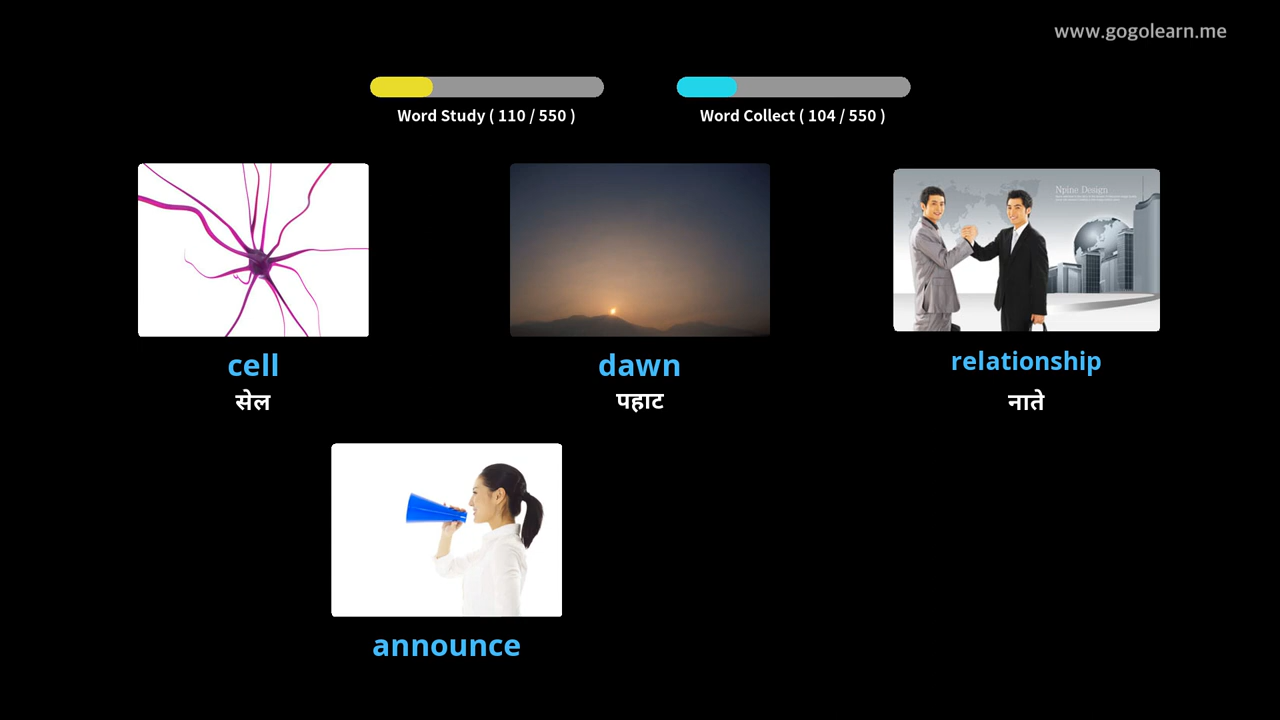 www.gogolearn.me
Word Study ( 110 / 550 )
Word Collect ( 104 / 550 )
Npine Design
cell
dawn
relationship
सेल
पहाट
नाते
announce